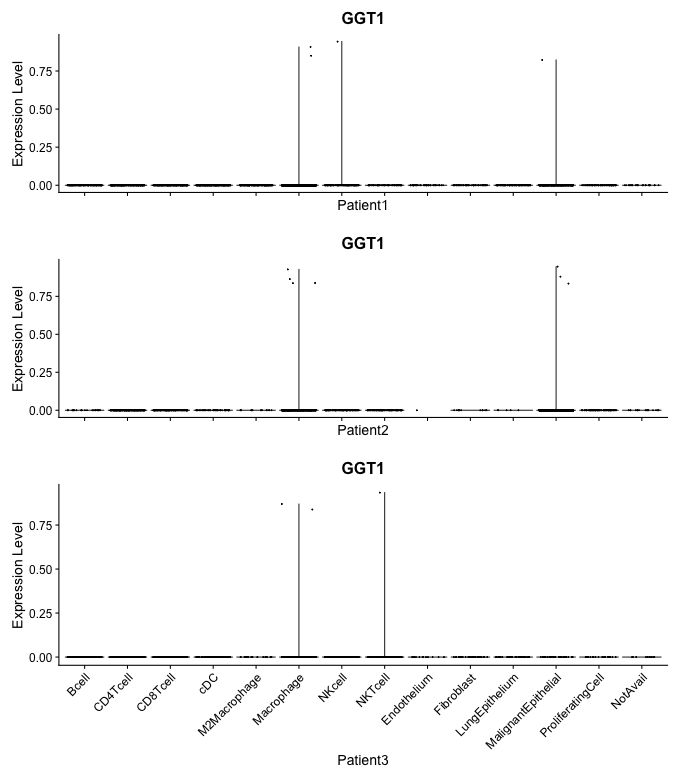 GGT1
Expression Level
0.75
0.50
0.25
0.00
Patient1
GGT1
Expression Level
0.75
0.50
0.25
0.00
Patient2
GGT1
Expression Level
0.75
0.50
0.25
0.00
Bcell
CD4Tcell
CD8Tcell
cDC
M2Macrophage
Macrophage
NKcell
NKTcell
Endothelium
Fibroblast
LungEpithelium
MalignantEpithelial
ProliferatingCell
NotAvail
Patient3